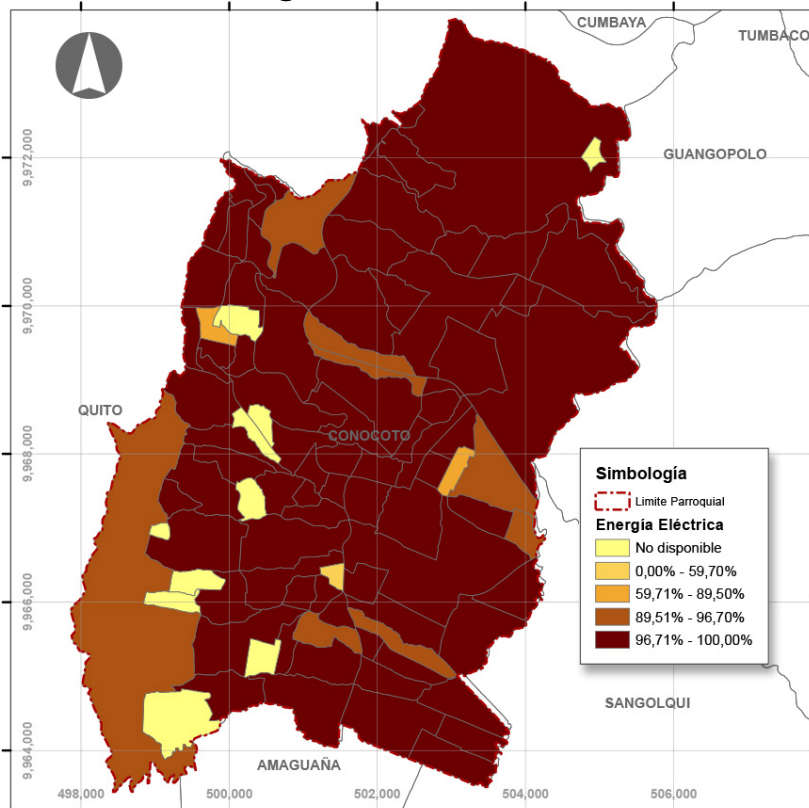 CUMBAYA
TUMBACO
GUANGOPOLO
QUITO
CONOCOTO
SANGOLQUI
AMAGUAÑA
9,972,000
9,970,000
9,968,000
9,966,000
9,964,000
498,000
500,000
502,000
504,000
506,000
Simbología
Limite Parroquial
Energía Eléctrica
No disponible
0,00% - 59,70%
59,71% - 89,50%
89,51% - 96,70%
96,71% - 100,00%